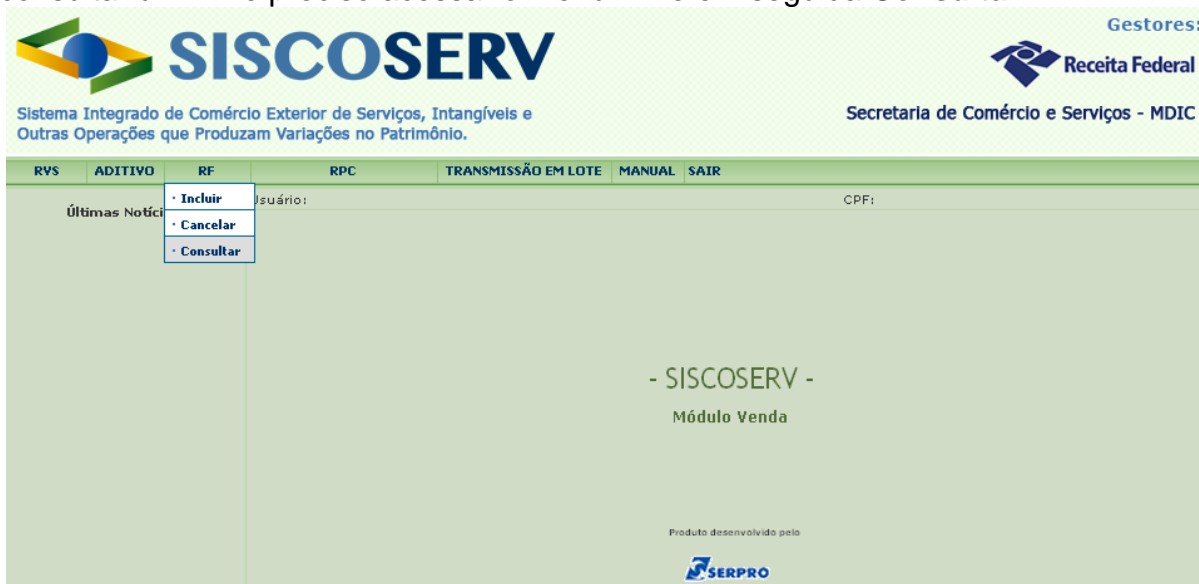 SISCOSERV
Gestores:
Receita Federal
Sistema Integrado de Comércio Exterior de Serviços, Intangíveis e
Outras Operações que Produzam Variações no Patrimônio.
Secretaria de Comércio e Serviços - MDIC
RVS ADITIVO RF RPC TRANSMISSÃO EM LOTE MANUAL SAIR
Últimas Notíci
· Incluir
· Cancelar
· Consultar
Usuário: CPF:
- SISCOSERV -
Módulo Venda
Produto desenvolvido pelo
SERPRO